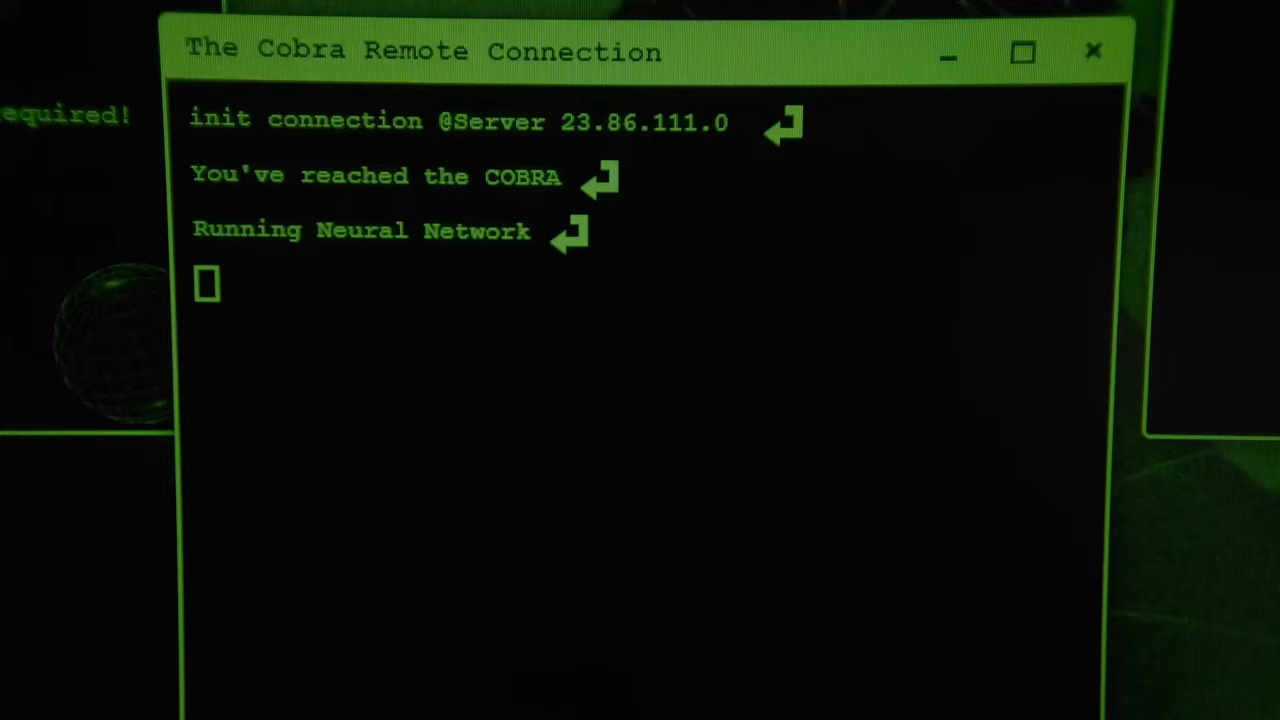 The Cobra Remote Connection
equired!
init connection @Server 23.86.111.0
You've reached the COBRA
Running Neural Network